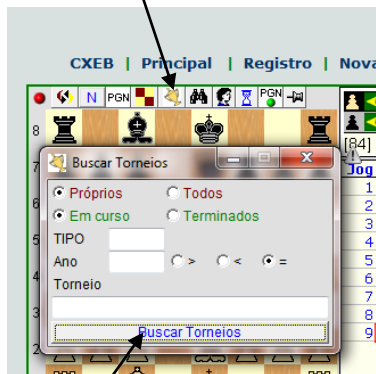 CXEB | Principal | Registro | Nova
N PGN PGN
8
[84]
7 Buscar Torneios Jog
Próprios Todos 1
6 Em curso Terminados 2
3
5 TIPO 4
Ano > < = 5
4 Torneio 6
7
3 8
Buscar Torneios 9
2